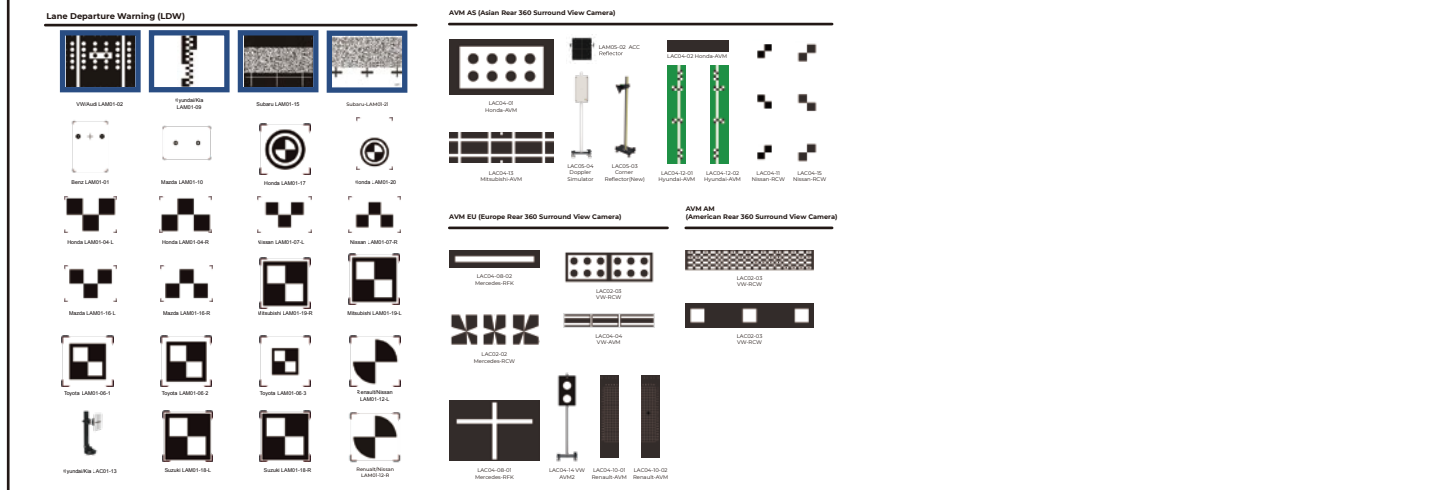 Lane Departure Warning (LDW)
VW/Audi LAM01-02
Hyundai/Kia
LAM01-09
Subaru LAM01-15
Subaru-LAM01-21
Benz LAM01-01
Mazda LAM01-10
Honda LAM01-17
Honda LAM01-20
Honda LAM01-04-L
Honda LAM01-04-R
Nissan LAM01-07-L
Nissan LAM01-07-R
Mazda LAM01-16-L
Mazda LAM01-16-R
Mitsubishi LAM01-19-R
Mitsubishi LAM01-19-L
Toyota LAM01-06-1
Toyota LAM01-06-2
Toyota LAM01-06-3
Renault/Nissan
LAM01-12-L
Hyundai/Kia LAC01-13
Suzuki LAM01-18-L
Suzuki LAM01-18-R
Renualt/Nissan
LAM01-12-R
AVM AS (Asian Rear 360 Surround View Camera)
LAC04-01
Honda-AVM
LAM05-02 ACC
Reflector
LAC04-02 Honda-AVM
LAC04-13
Mitsubishi-AVM
LAC05-04
Doppler
Simulator
LAC05-03
Corner
Reflector(New)
LAC04-12-01
Hyundai-AVM
LAC04-12-02
Hyundai-AVM
LAC04-11
Nissan-RCW
LAC04-15
Nissan-RCW
AVM EU (Europe Rear 360 Surround View Camera)
LAC04-08-02
Mercedes-RFK
LAC02-03
VW-RCW
LAC02-02
Mercedes-RCW
LAC04-04
VW-AVM
LAC04-08-01
Mercedes-RFK
LAC04-14 VW
AVM2
LAC04-10-01
Renault-AVM
LAC04-10-02
Renault-AVM
AVM AM
(American Rear 360 Surround View Camera)
LAC02-03
VW-RCW
LAC02-03
VW-RCW